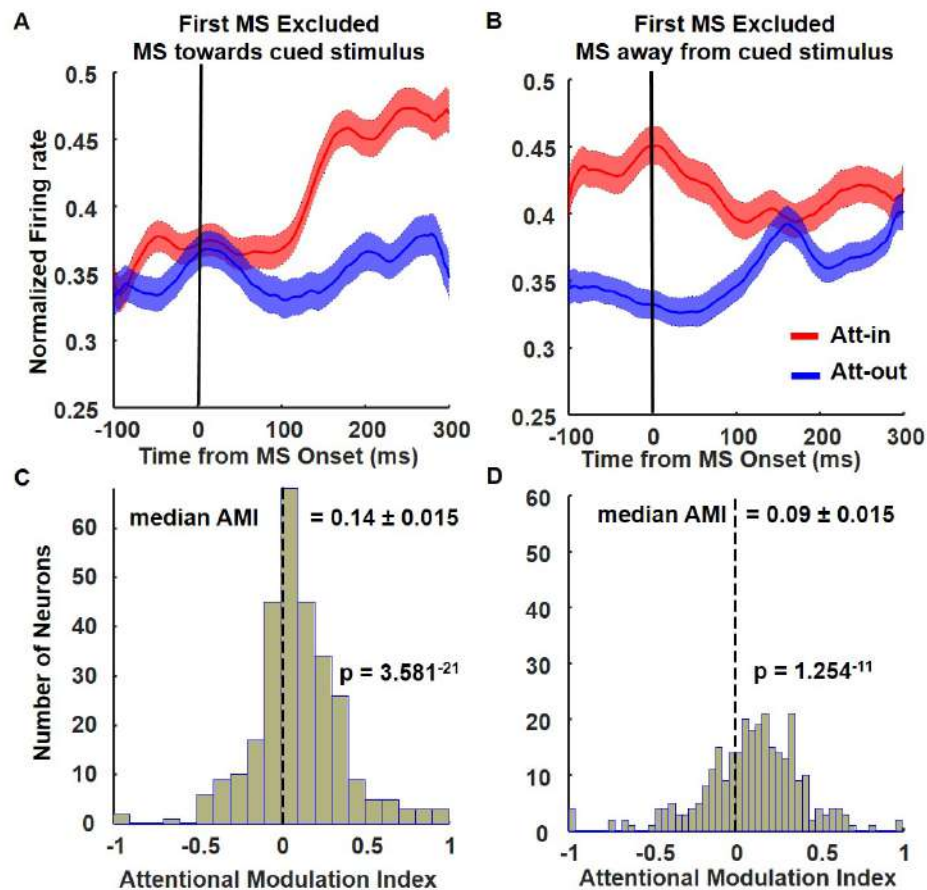 A
First MS Excluded
MS towards cued stimulus
0.5
0.45
0.4
0.35
0.3
0.25
Normalized Firing rate
-100
0
100
200
300
Time from MS Onset (ms)
B
First MS Excluded
MS away from cued stimulus
0.5
0.45
0.4
0.35
0.3
0.25
Att-in
Att-out
-100
0
100
200
300
Time from MS Onset (ms)
C
median AMI = 0.14 ± 0.015
p = 3.581-21
60
50
40
30
20
10
0
Number of Neurons
-1
-0.5
0
0.5
1
Attentional Modulation Index
D
median AMI = 0.09 ± 0.015
p = 1.254-11
60
50
40
30
20
10
0
-1
-0.5
0
0.5
1
Attentional Modulation Index